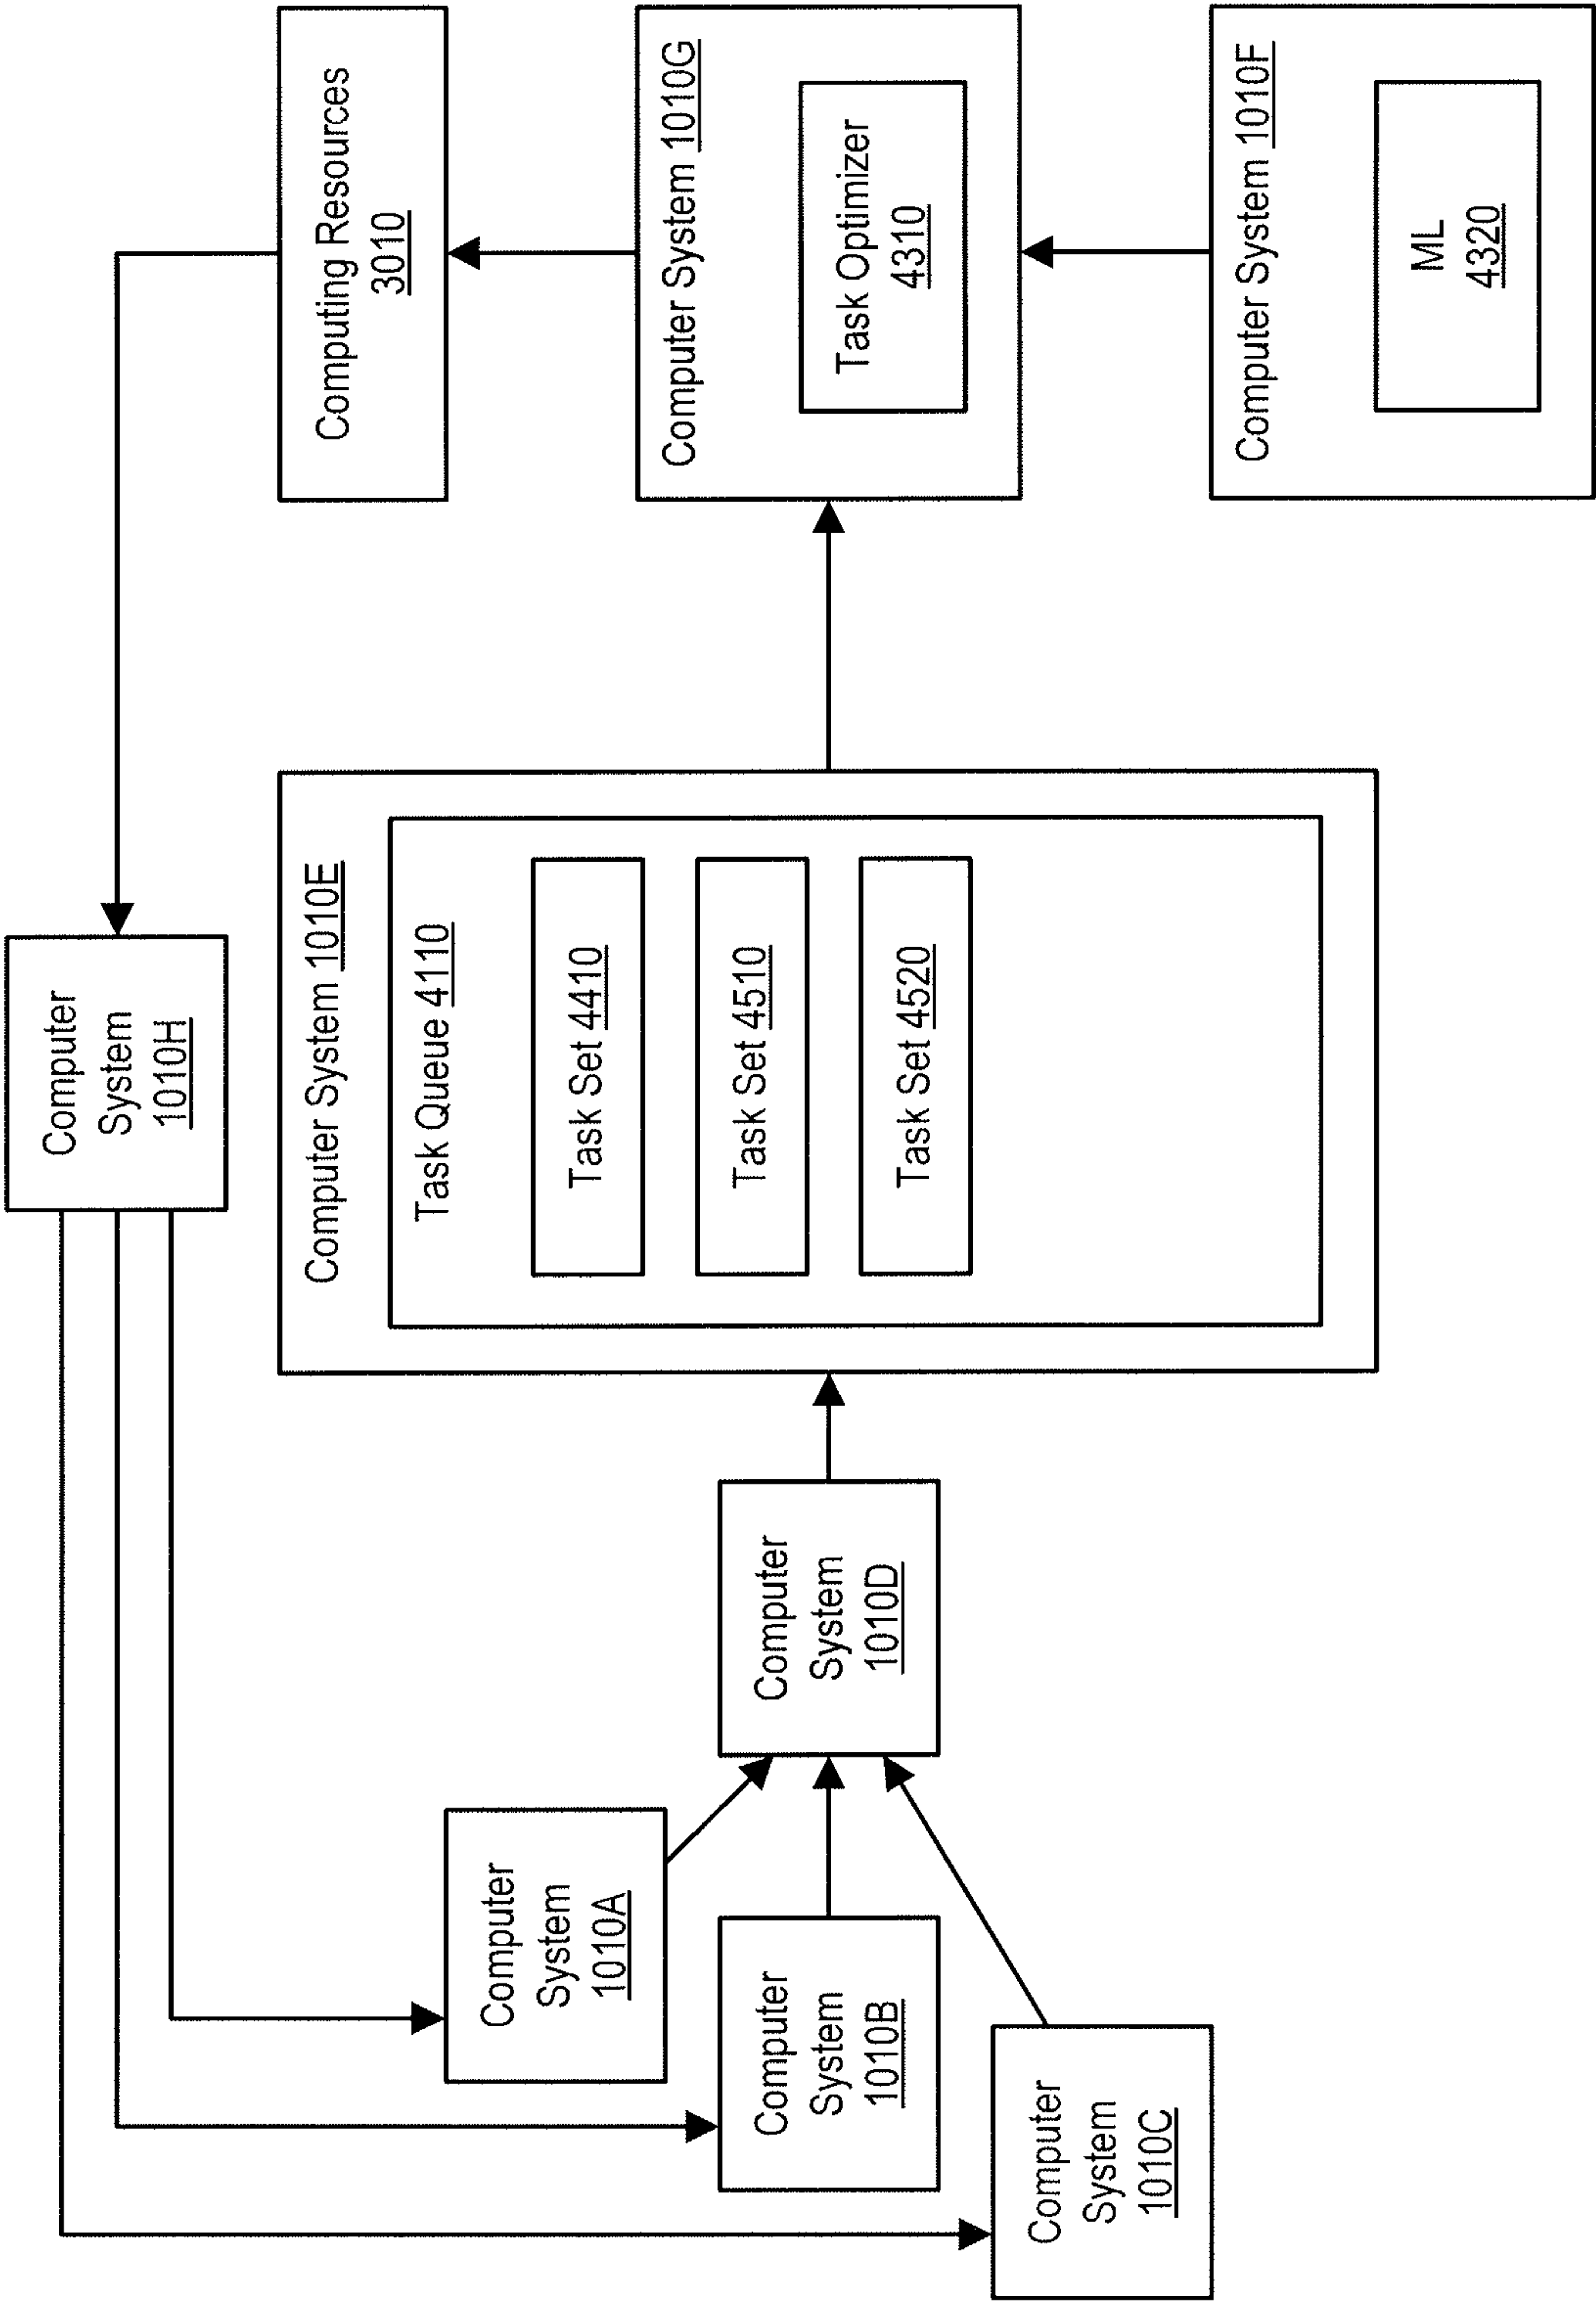 Computer
System
1010H
Computer
System
1010A
Computer
System
1010B
Computer
System
1010C
Computer
System
1010D
Computer System 1010E
Task Queue 4110
Task Set 4410
Task Set 4510
Task Set 4520
Computing Resources
3010
Computer System 1010G
Task Optimizer
4310
Computer System 1010F
ML
4320